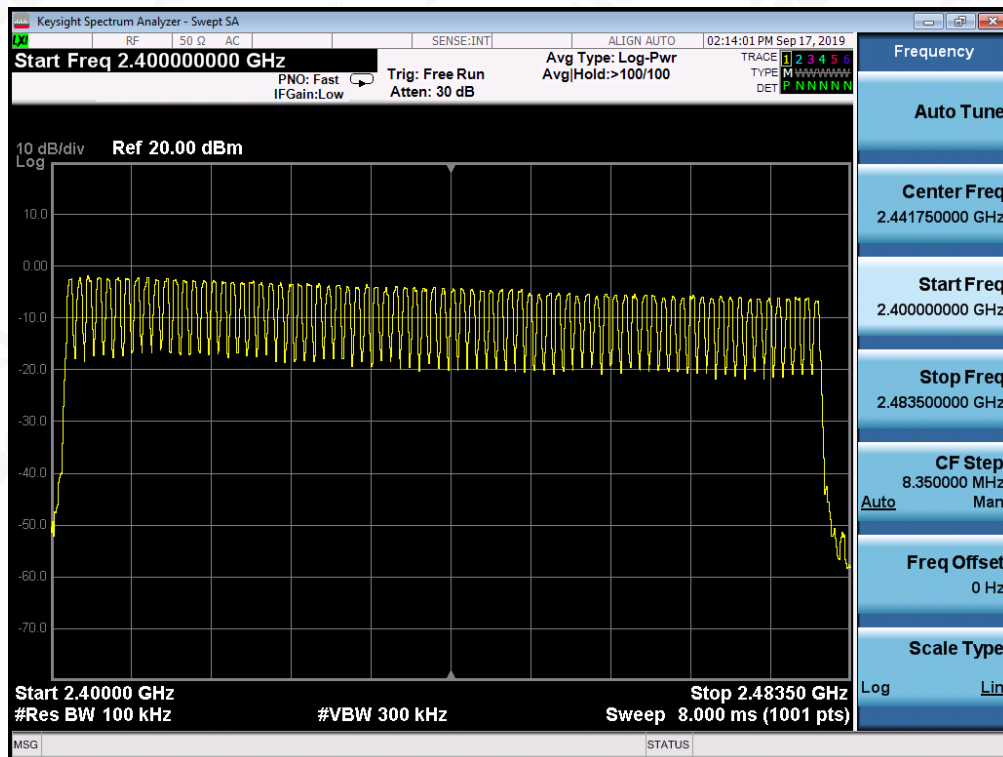 Keysight Spectrum Analyzer - Swept SA
LXI RF 50 Ω AC SENSE:INT ALIGN AUTO 02:14:01 PM Sep 17, 2019
Start Freq 2.400000000 GHz
PNO: Fast
IFGain:Low
Trig: Free Run
Atten: 30 dB
Avg Type: Log-Pwr
Avg|Hold:>100/100
TRACE 1 2 3 4 5 6
TYPE M
DET P N N N N N
10 dB/div
Log
Ref 20.00 dBm
10.0
0.00
-10.0
-20.0
-30.0
-40.0
-50.0
-60.0
-70.0
Start 2.40000 GHz
#Res BW 100 kHz
#VBW 300 kHz
Stop 2.48350 GHz
Sweep 8.000 ms (1001 pts)
MSG
STATUS
Frequency
Auto Tune
Center Freq
2.441750000 GHz
Start Freq
2.400000000 GHz
Stop Freq
2.483500000 GHz
CF Step
8.350000 MHz
Auto Man
Freq Offset
0 Hz
Scale Type
Log Lin